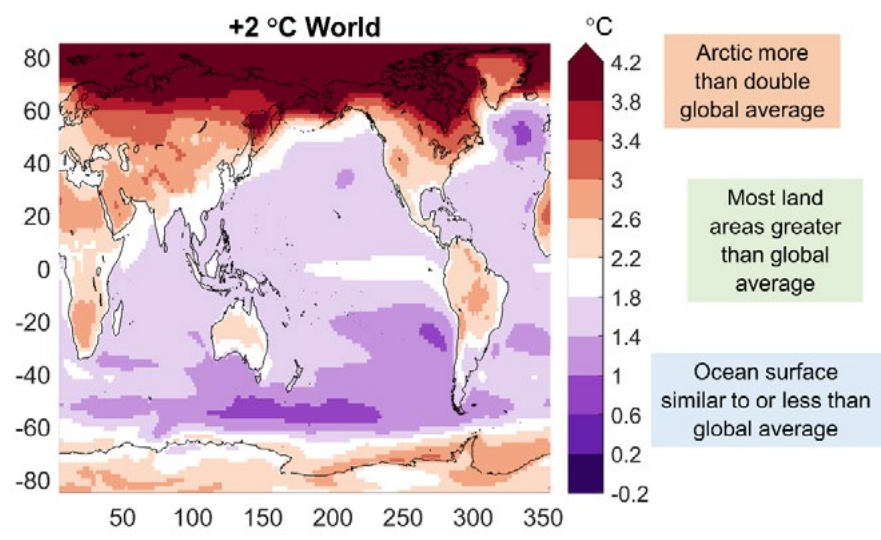 +2 °C World
°C
80
60
40
20
0
-20
-40
-60
-80
50
100
150
200
250
300
350
4.2
3.8
3.4
3
2.6
2.2
1.8
1.4
1
0.6
0.2
-0.2
Arctic more
than double
global average
Most land
areas greater
than global
average
Ocean surface
similar to or less than
global average